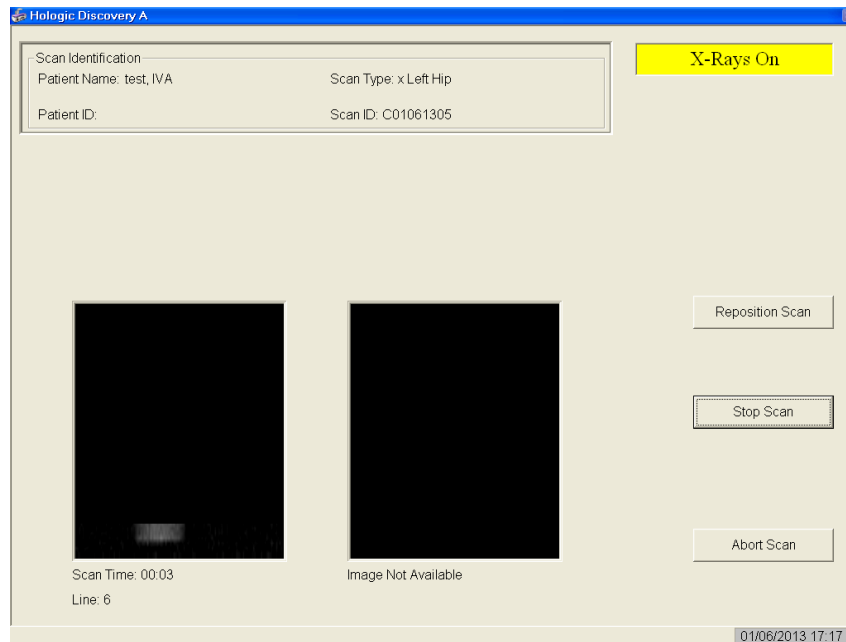 Hologic Discovery A
Scan Identification
Patient Name: test, IVA
Scan Type: x Left Hip
Patient ID:
Scan ID: C01061305
X-Rays On
Reposition Scan
Stop Scan
Abort Scan
Scan Time: 00:03
Image Not Available
Line: 6
01/06/2013 17:17